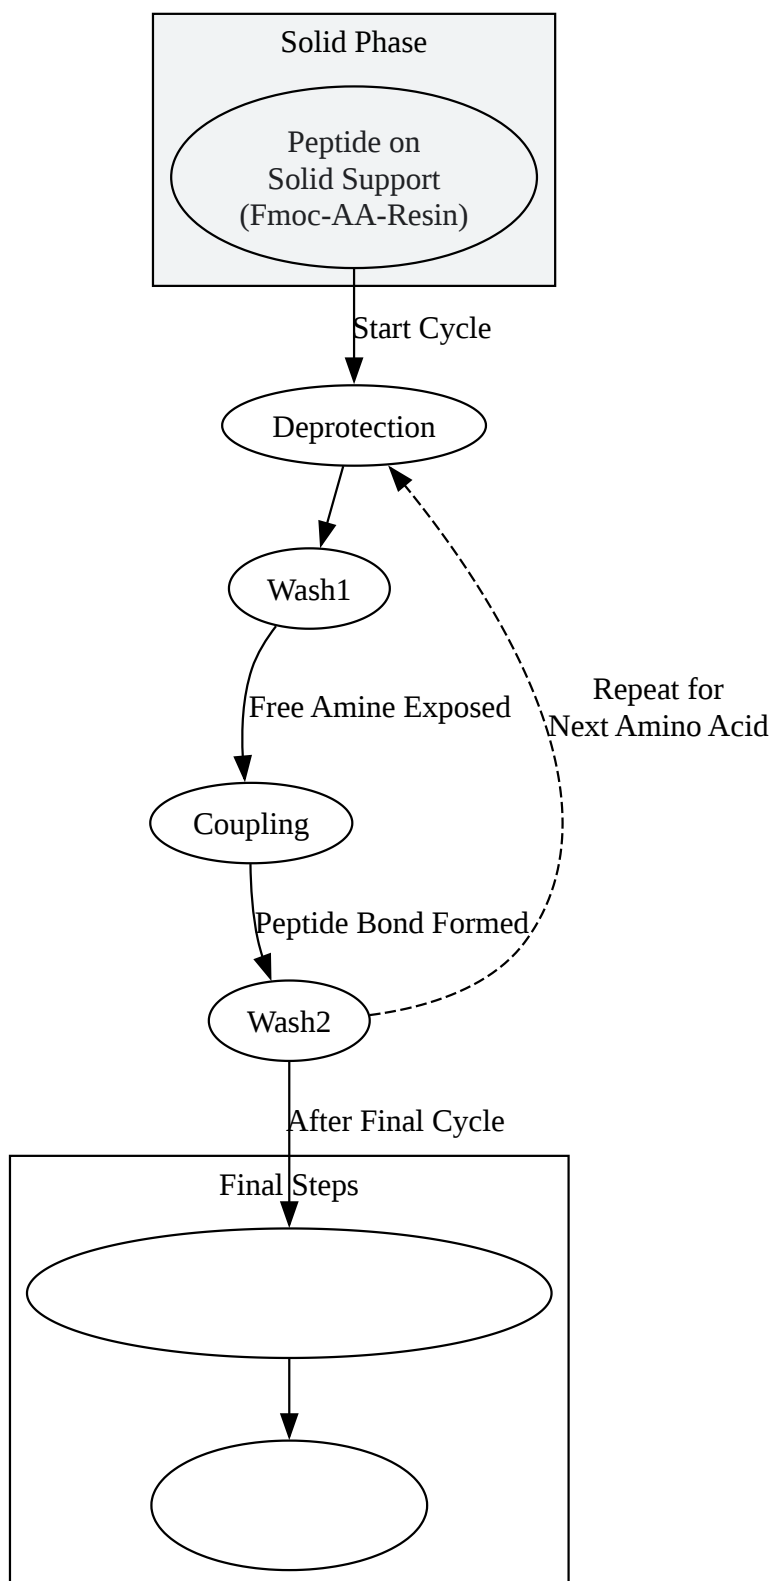 Solid Phase
Peptide on
Solid Support
(Fmoc-AA-Resin)
Start Cycle
Deprotection
Wash1
Free Amine Exposed
Repeat for
Next Amino Acid
Coupling
Peptide Bond Formed
Wash2
After Final Cycle
Final Steps